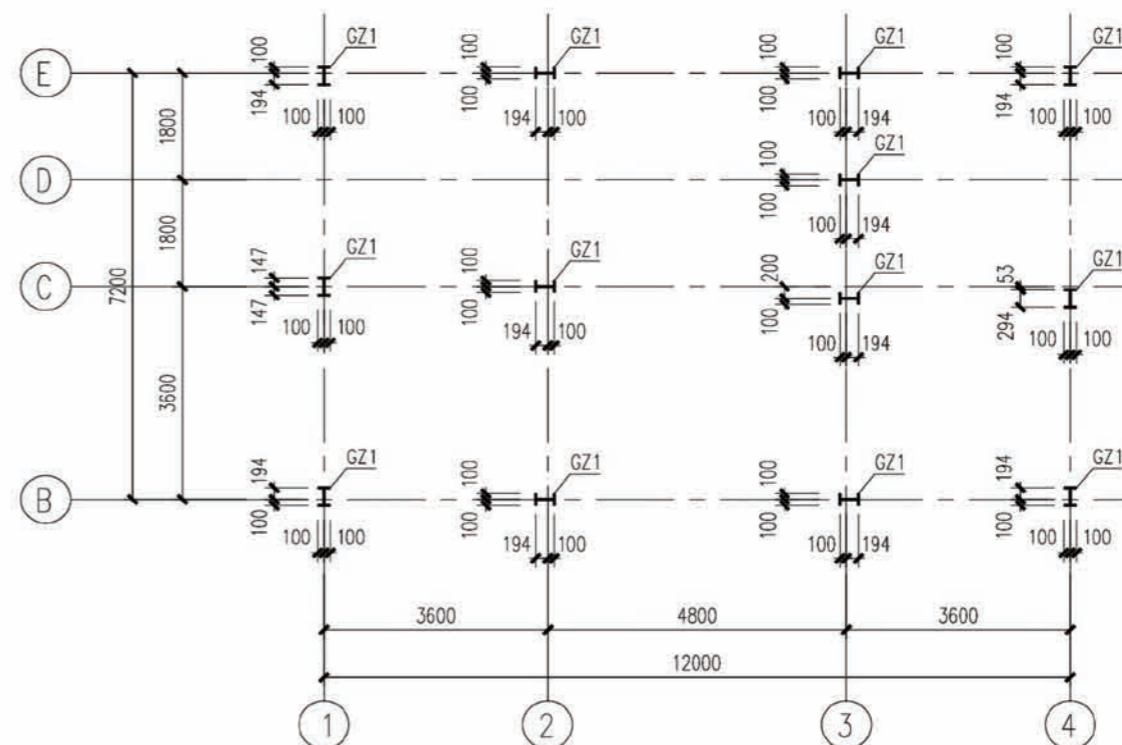 GZ1 GZ1 GZ1 GZ1
100 100 100 100
E
194 100 100 194
1800
100 100 194 100 100 194 100 100
GZ1
100
D
100
100 194
1800
GZ1 GZ1 GZ1 GZ1
147 100 200 53
C
7200
147 100 100 294
100 100 194 100 100 194 100 100
3600
GZ1 GZ1 GZ1 GZ1
194 100 100 194
B
100 100 100 100
100 100 194 100 100 194 100 100
3600 4800 3600
12000
1 2 3 4